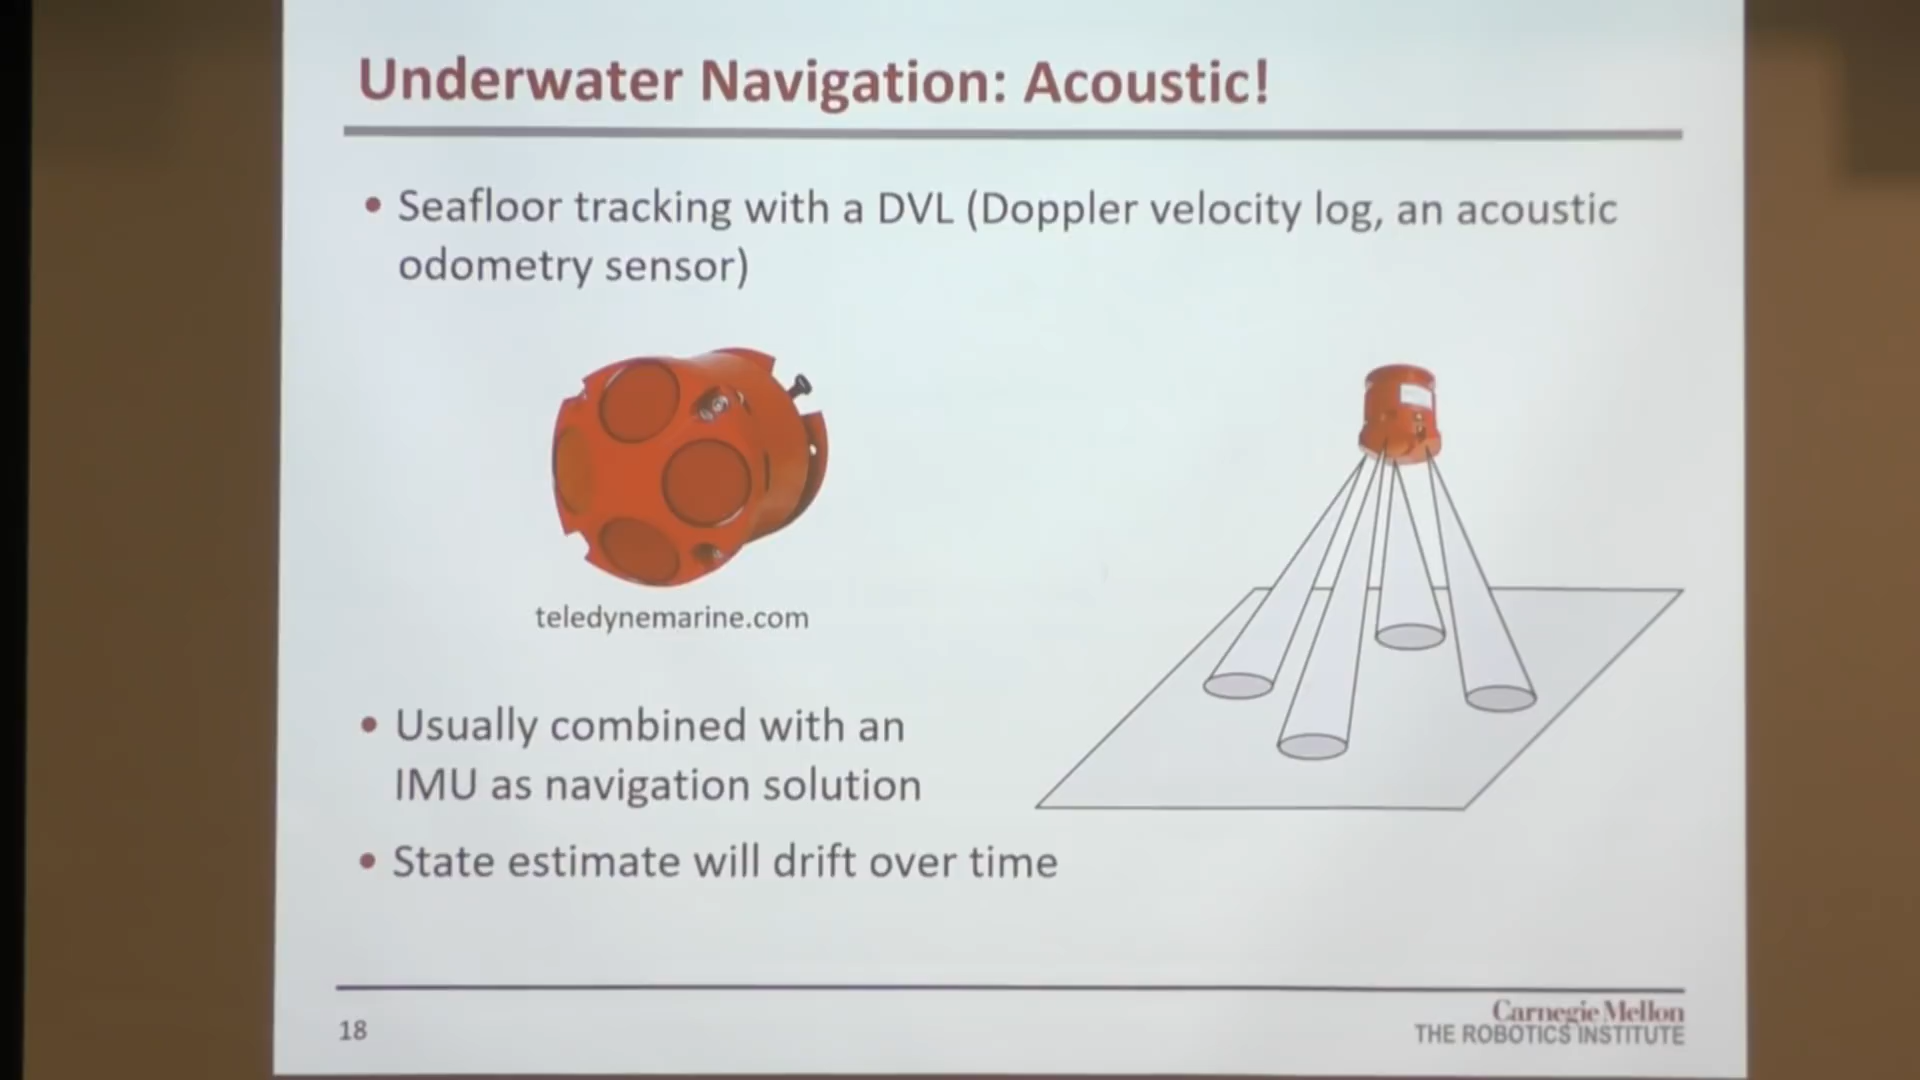 Underwater Navigation: Acoustic!
• Seafloor tracking with a DVL (Doppler velocity log, an acoustic
odometry sensor)
teledynemarine.com
• Usually combined with an
IMU as navigation solution
• State estimate will drift over time
18
Carnegie Mellon
THE ROBOTICS INSTITUTE